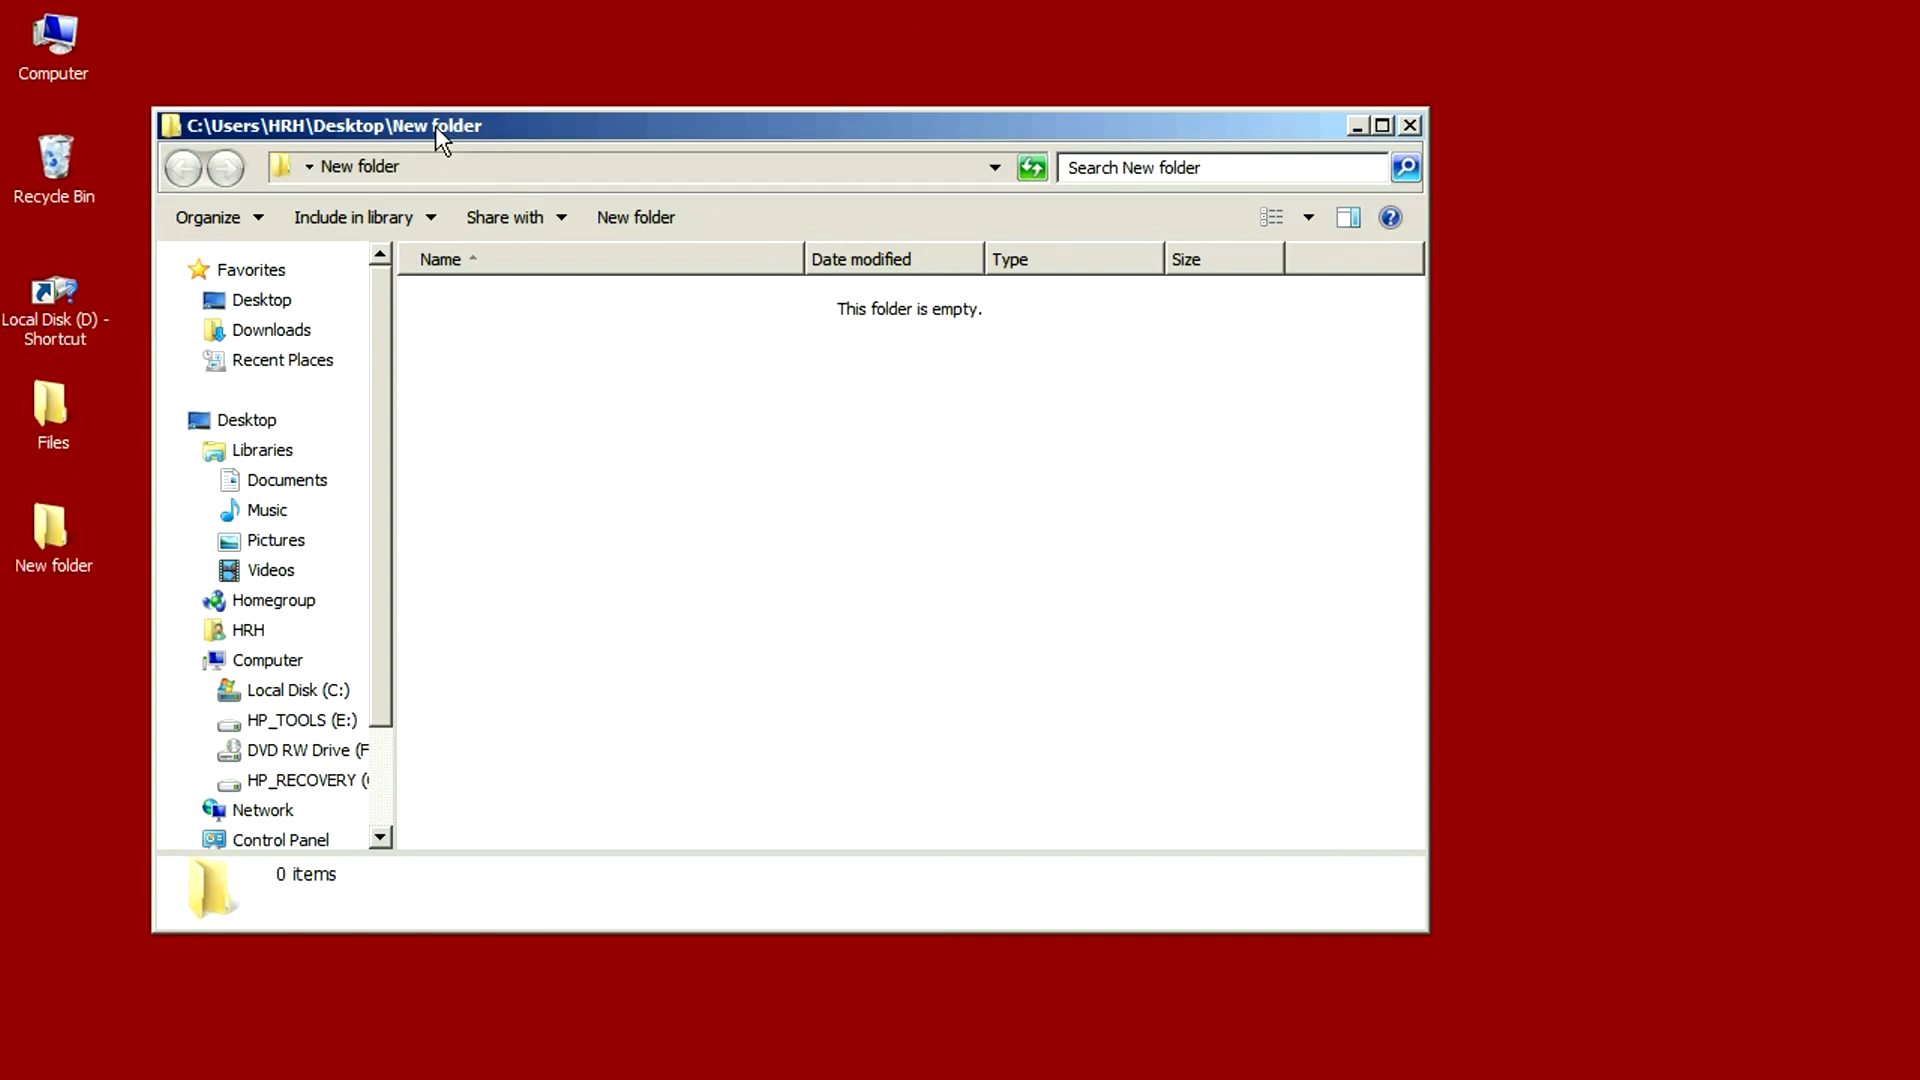 Computer
Recycle Bin
Local Disk (D) -
Shortcut
Files
New folder
C:\Users\HRH\Desktop\New folder
New folder
Search New folder
Organize
Include in library
Share with
New folder
Favorites
Desktop
Downloads
Recent Places
Desktop
Libraries
Documents
Music
Pictures
Videos
Homegroup
HRH
Computer
Local Disk (C:)
HP_TOOLS (E:)
DVD RW Drive (F
HP_RECOVERY (
Network
Control Panel
Name
Date modified
Type
Size
This folder is empty.
0 items